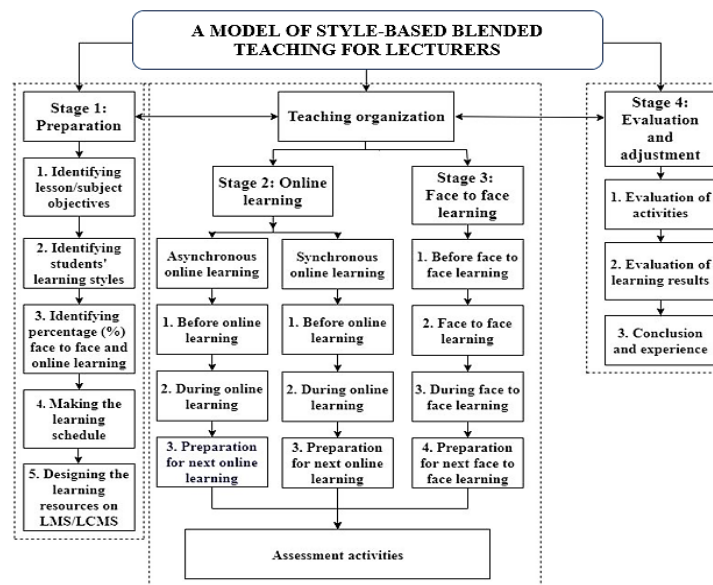 A MODEL OF STYLE-BASED BLENDED
TEACHING FOR LECTURERS
Stage 1:
Preparation
1. Identifying
lesson/subject
objectives
2. Identifying
students'
learning styles
3. Identifying
percentage (%)
face to face and
online learning
4. Making the
learning
schedule
5. Designing the
learning
resources on
LMS/LCMS
Teaching organization
Stage 2: Online
learning
Asynchronous
online learning
1. Before online
learning
2. During online
learning
3. Preparation
for next online
learning
Synchronous
online learning
1. Before online
learning
2. During online
learning
3. Preparation
for next online
learning
Stage 3:
Face to face
learning
1. Before face to
face learning
2. Face to face
learning
3. During face to
face learning
4. Preparation
for next face to
face learning
Assessment activities
Stage 4:
Evaluation
and
adjustment
1. Evaluation of
activities
2. Evaluation of
learning results
3. Conclusion
and experience